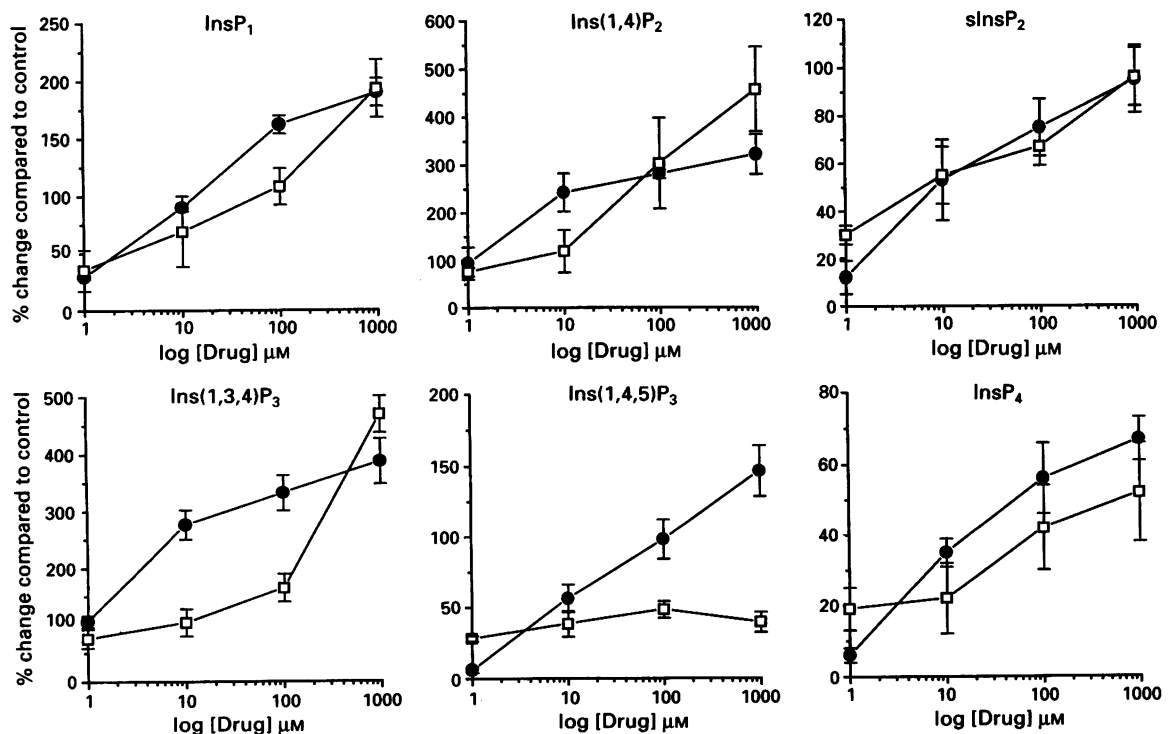 InsP1
% change compared to control
250
200
150
100
50
0
1 10 100 1000
log [Drug] μM
Ins(1,4)P2
600
500
400
300
200
100
0
1 10 100 1000
log [Drug] μM
sInsP2
120
100
80
60
40
20
0
1 10 100 1000
log [Drug] μM
Ins(1,3,4)P3
% change compared to control
500
400
300
200
100
0
1 10 100 1000
log [Drug] μM
Ins(1,4,5)P3
200
150
100
50
0
1 10 100 1000
log [Drug] μM
InsP4
80
60
40
20
0
1 10 100 1000
log [Drug] μM